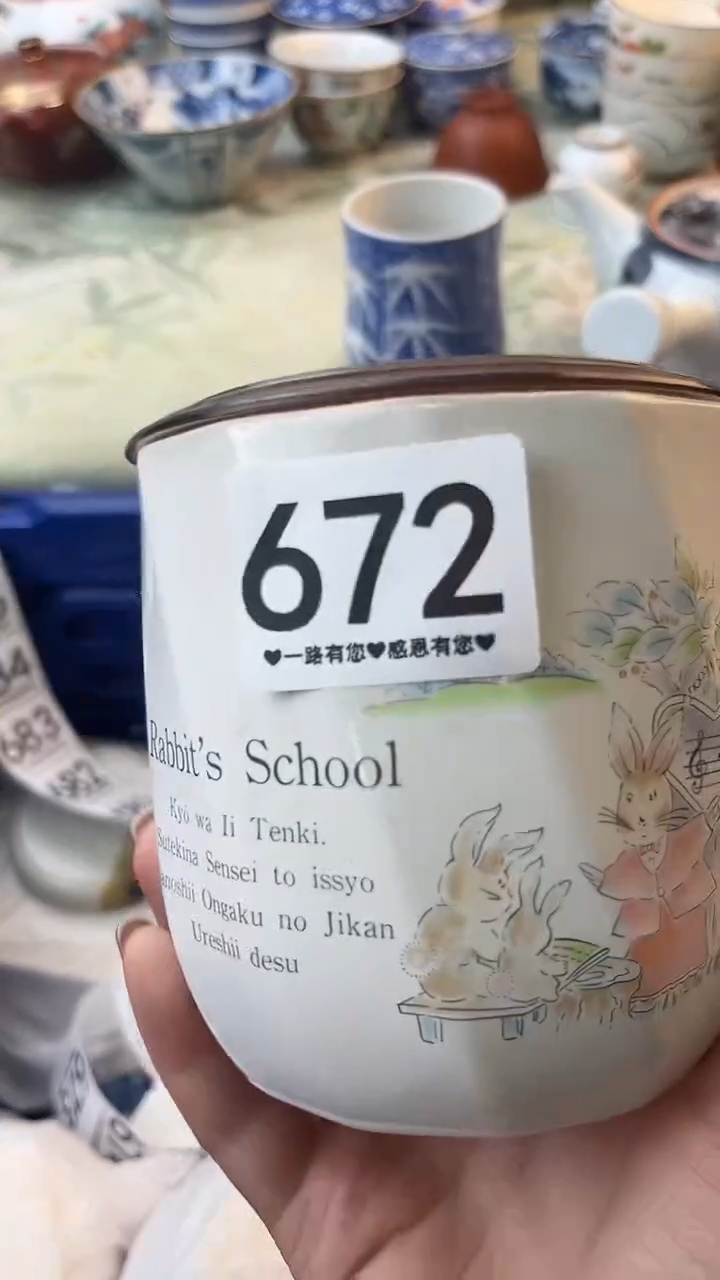 672
♥一路有您♥感恩有您♥
Rabbit's School
Kyō wa Ii Tenki.
Sutekina Sensei to issyo
Ongaku no Jikan
Ureshii desu
683
682